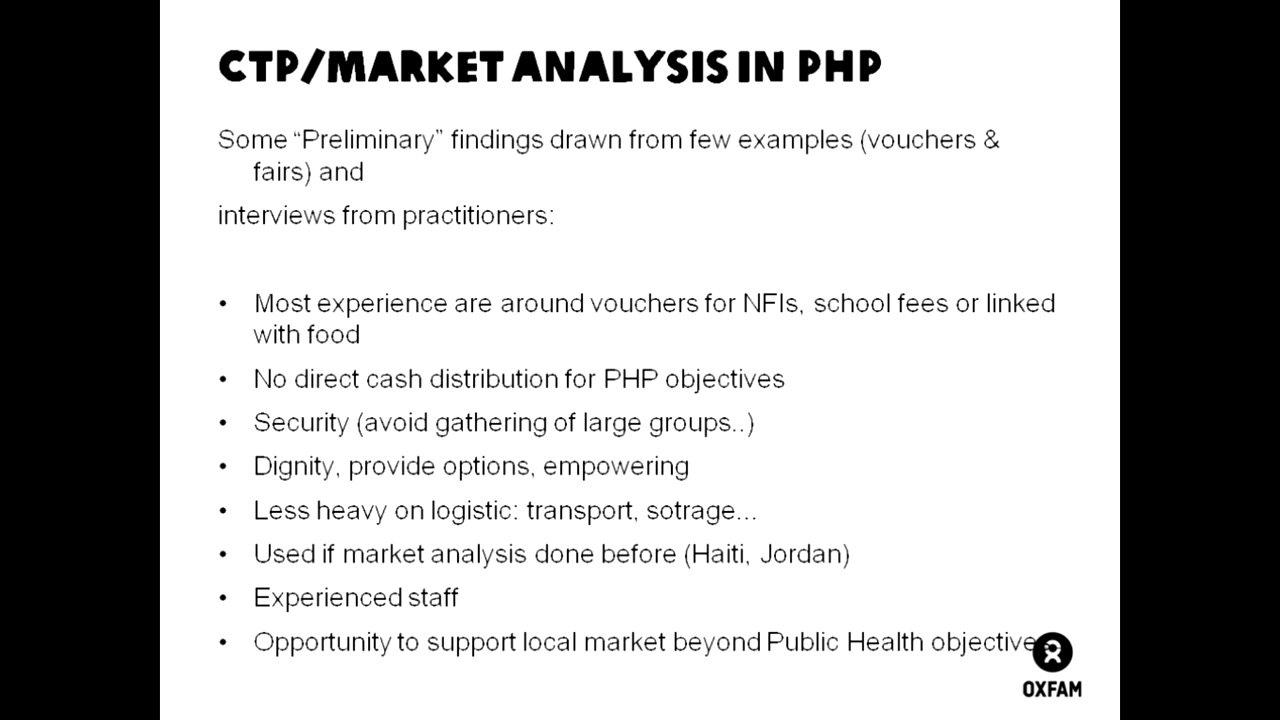 CTP/MARKET ANALYSIS IN PHP
Some “Preliminary” findings drawn from few examples (vouchers &
fairs) and
interviews from practitioners:
• Most experience are around vouchers for NFIs, school fees or linked
with food
• No direct cash distribution for PHP objectives
• Security (avoid gathering of large groups..)
• Dignity, provide options, empowering
• Less heavy on logistic: transport, sotrage...
• Used if market analysis done before (Haiti, Jordan)
• Experienced staff
• Opportunity to support local market beyond Public Health objective
OXFAM